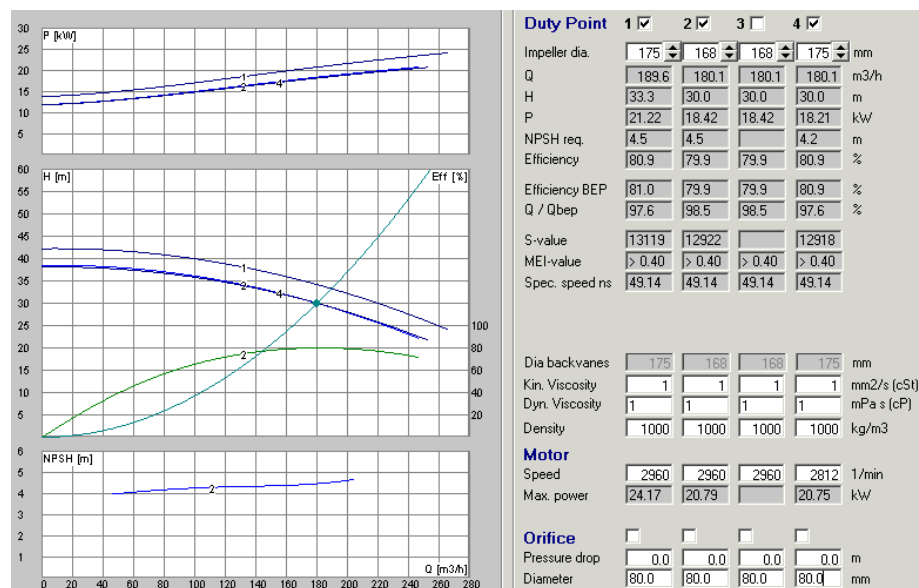 P [kW]
30
25
20
15
10
5
1
2
4
H [m]
Eff [%]
60
55
50
45
40
35
30
25
20
15
10
5
100
80
60
40
20
1
2
4
2
NPSH [m]
6
5
4
3
2
1
2
Q [m3/h]
0 20 40 60 80 100 120 140 160 180 200 220 240 260 280
Duty Point 1 2 3 4
Impeller dia. 175 168 168 175 mm
Q 189.6 180.1 180.1 180.1 m3/h
H 33.3 30.0 30.0 30.0 m
P 21.22 18.42 18.42 18.21 kW
NPSH req. 4.5 4.5 4.2 m
Efficiency 80.9 79.9 79.9 80.9 %
Efficiency BEP 81.0 79.9 79.9 80.9 %
Q / Qbep 97.6 98.5 98.5 97.6 %
S-value 13119 12922 12918
MEI-value > 0.40 > 0.40 > 0.40 > 0.40
Spec. speed ns 49.14 49.14 49.14 49.14
Dia backvanes 175 168 168 175 mm
Kin. Viscosity 1 1 1 1 mm2/s (cSt)
Dyn. Viscosity 1 1 1 1 mPa s (cP)
Density 1000 1000 1000 1000 kg/m3
Motor
Speed 2960 2960 2960 2812 1/min
Max. power 24.17 20.79 20.75 kW
Orifice
Pressure drop 0.0 0.0 0.0 0.0 m
Diameter 80.0 80.0 80.0 80.0 mm